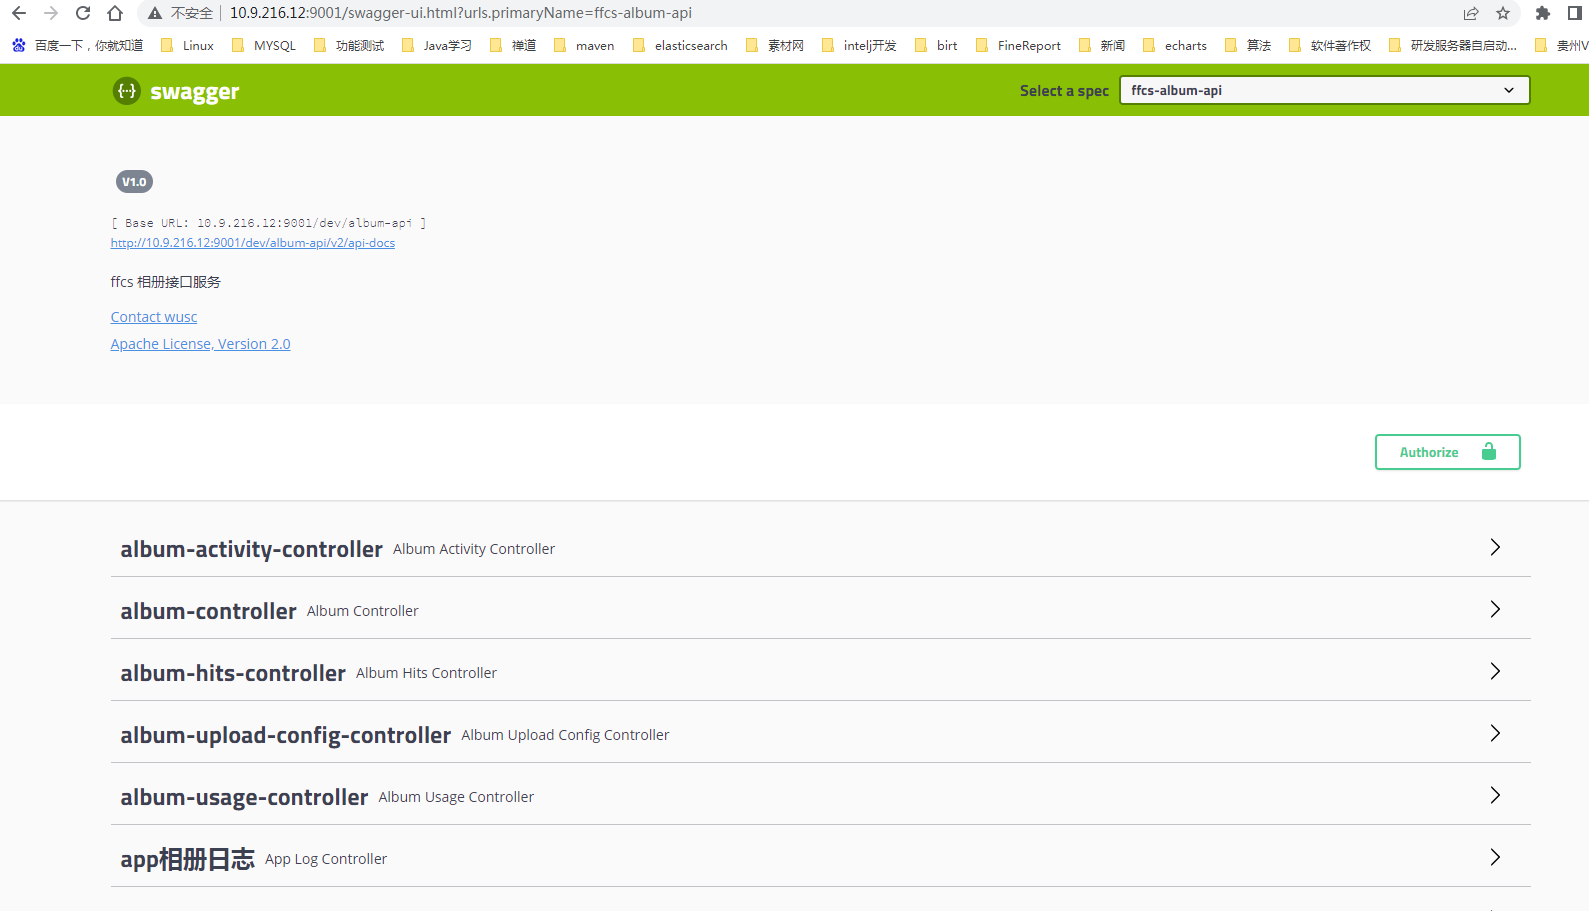 不安全 10.9.216.12:9001/swagger-ui.html?urls.primaryName=ffcs-album-api
百度一下，你就知道 Linux MYSQL 功能测试 Java学习 禅道 maven elasticsearch 素材网 intelj开发 birt FineReport 新闻 echarts 算法 软件著作权 研发服务器自启动... 贵州V
{...} swagger Select a spec ffcs-album-api
V1.0
[ Base URL: 10.9.216.12:9001/dev/album-api ]
http://10.9.216.12:9001/dev/album-api/v2/api-docs
ffcs 相册接口服务
Contact wusc
Apache License, Version 2.0
Authorize
album-activity-controller Album Activity Controller
album-controller Album Controller
album-hits-controller Album Hits Controller
album-upload-config-controller Album Upload Config Controller
album-usage-controller Album Usage Controller
app相册日志 App Log Controller